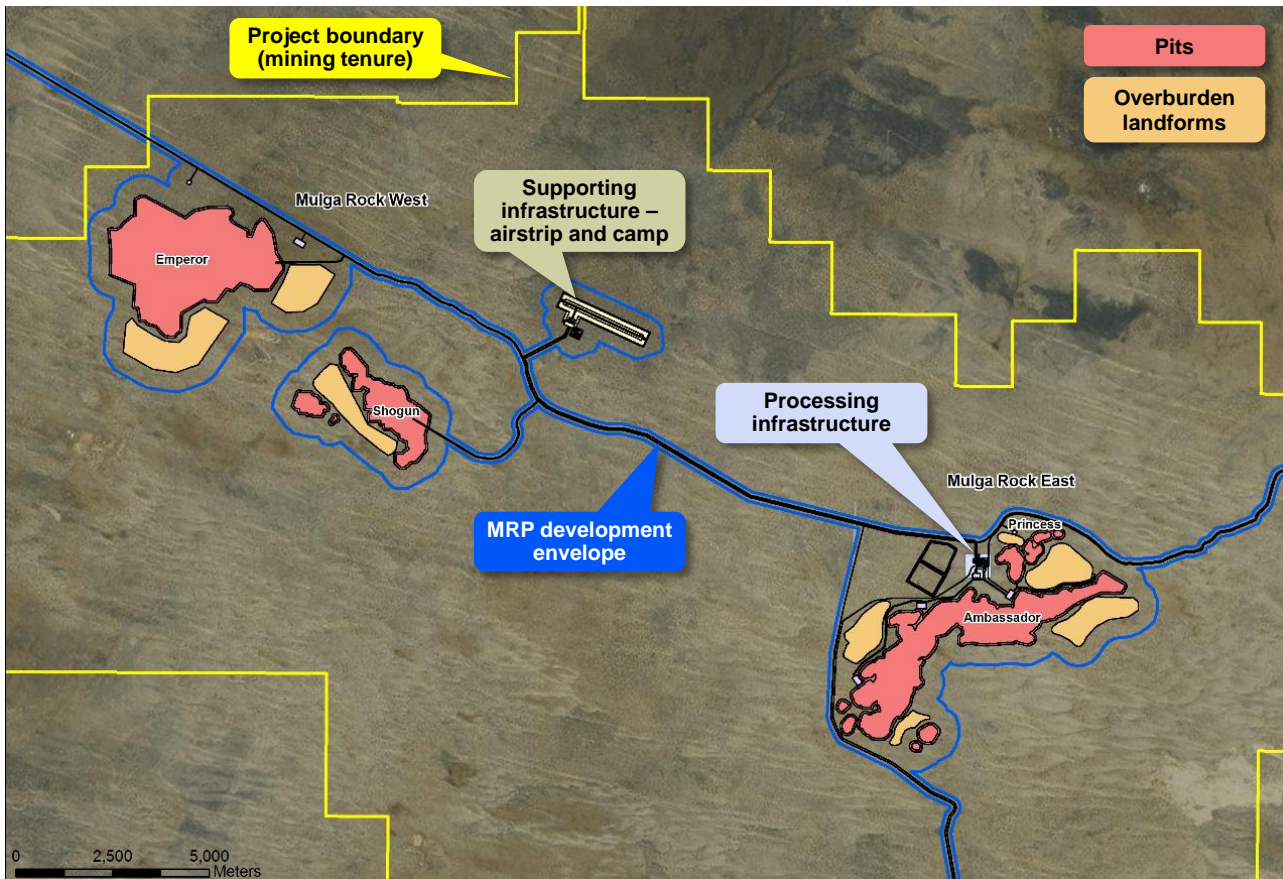 Project boundary
(mining tenure)
Pits
Overburden
landforms
Mulga Rock West
Supporting
infrastructure –
airstrip and camp
Emperor
Shogun
Processing
infrastructure
MRP development
envelope
Mulga Rock East
Princess
Ambassador
0 2,500 5,000
Meters